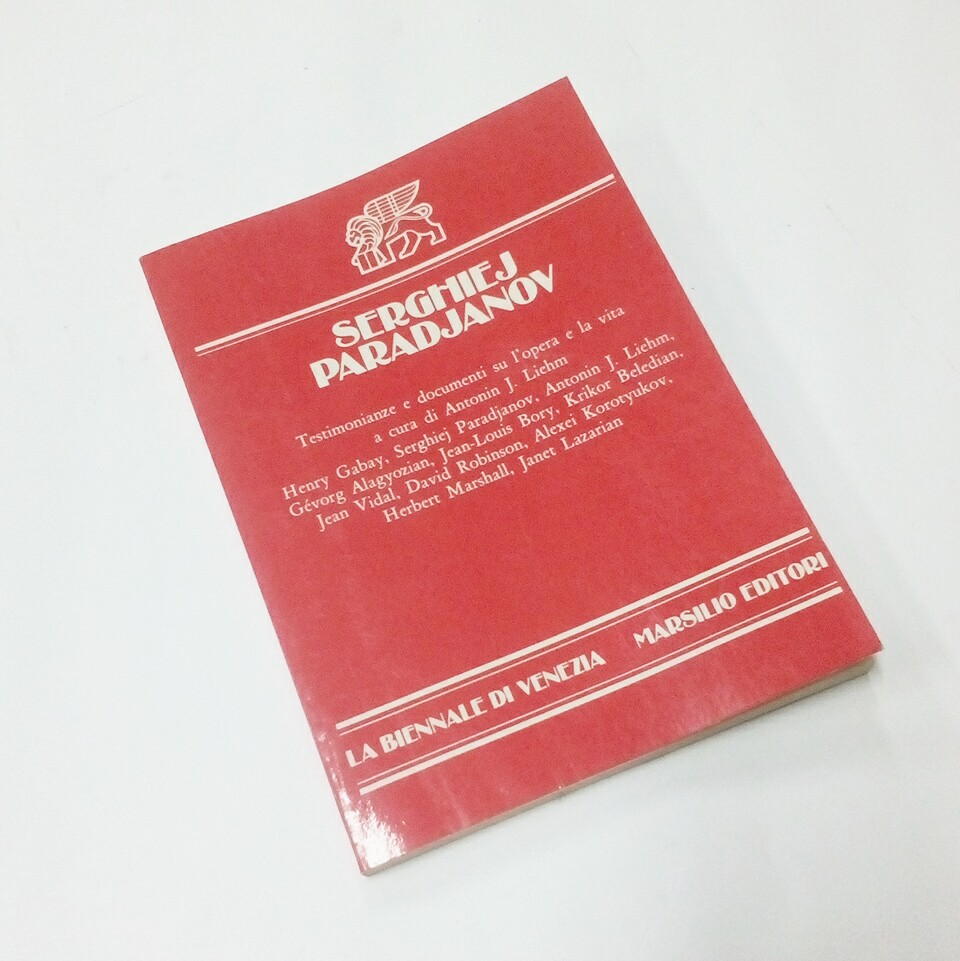 SERGHIEJ
PARADJANOV
Testimonianze e documenti su l'opera e la vita
a cura di Antonin J. Liehm
Henry Gabay, Serghiej Paradjanov, Antonin J. Liehm,
Gévorg Alagyozian, Jean-Louis Bory, Krikor Beledian,
Jean Vidal, David Robinson, Alexei Korotyukov,
Herbert Marshall, Janet Lazarian
LA BIENNALE DI VENEZIA MARSILIO EDITORI